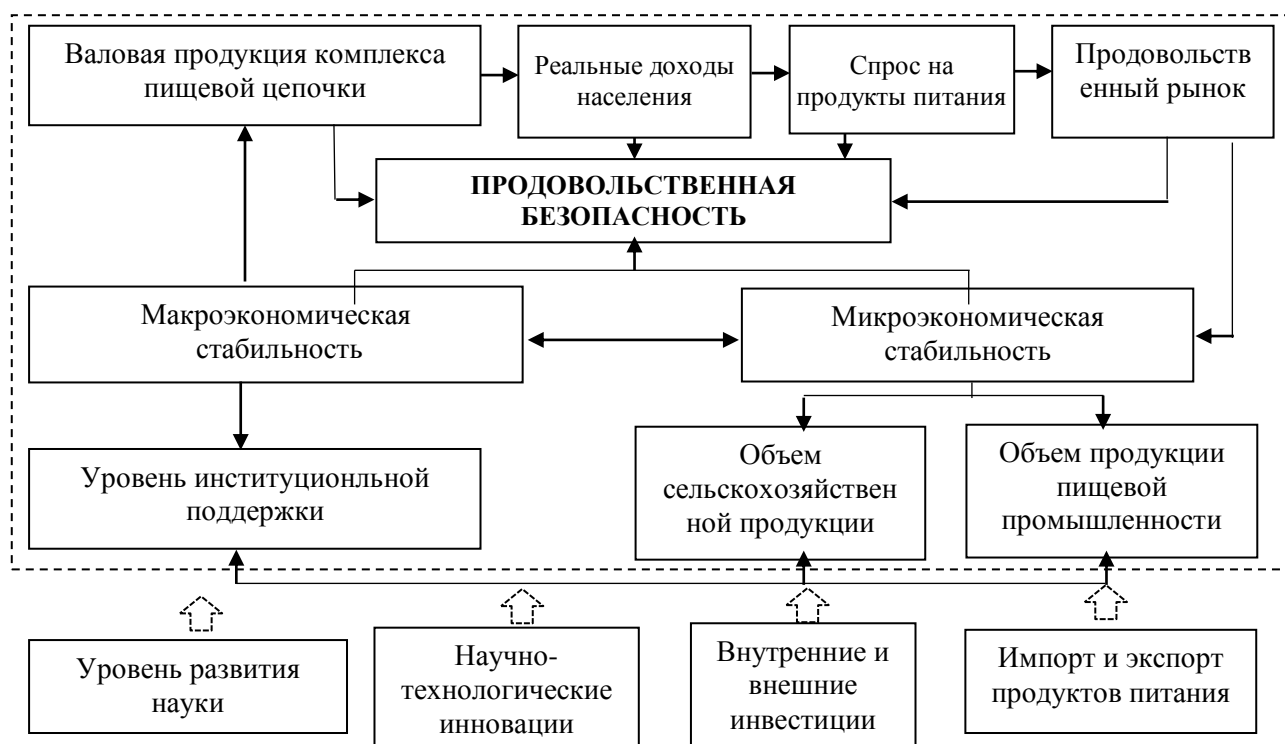 Валовая продукция комплекса
пищевой цепочки
Реальные доходы
населения
Спрос на
продукты питания
Продовольств
енный рынок
ПРОДОВОЛЬСТВЕННАЯ
БЕЗОПАСНОСТЬ
Макроэкономическая
стабильность
Микроэкономическая
стабильность
Уровень институционльной
поддержки
Объем
сельскохозяйствен
ной продукции
Объем продукции
пищевой
промышленности
Уровень развития
науки
Научно-
технологические
инновации
Внутренние и
внешние
инвестиции
Импорт и экспорт
продуктов питания